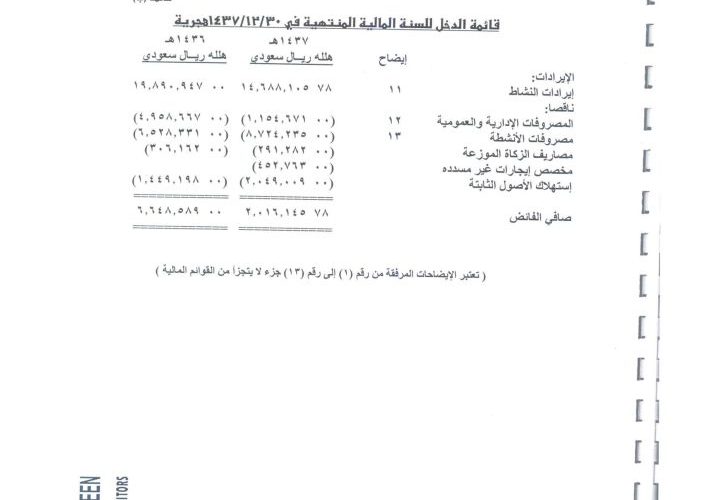 قائمة الدخل للسنة المالية المنتهية في ١٤٣٧/١٢/٣٠هجرية
١٤٣٧هـ ١٤٣٦هـ
إيضاح هلله ريال سعودي هلله ريال سعودي
الإيرادات:
إيرادات النشاط ١١ ٧٨ ١٤,٦٨٨,١٠٥ ٠٠ ١٩,٨٩٠,٩٤٧
ناقصا:
المصروفات الإدارية والعمومية ١٢ (٠٠ ١,١٥٤,٦٧١) (٠٠ ٤,٩٥٨,٦٦٧)
مصروفات الأنشطة ١٣ (٠٠ ٨,٧٢٤,٢٣٥) (٠٠ ٦,٥٢٨,٣٣١)
مصاريف الزكاة الموزعة (٠٠ ٢٩١,٢٨٢) (٠٠ ٣٠٦,١٦٢)
مخصص إيجارات غير مسدده (٠٠ ٤٥٢,٧٦٣)
إستهلاك الأصول الثابتة (٠٠ ٢,٠٤٩,٠٠٩) (٠٠ ١,٤٤٩,١٩٨)
صافي الفائض ٧٨ ٢,٠١٦,١٤٥ ٠٠ ٦,٦٤٨,٥٨٩
( تعتبر الإيضاحات المرفقة من رقم (١) إلى رقم (١٣) جزء لا يتجزأ من القوائم المالية )
EEN
ITORS